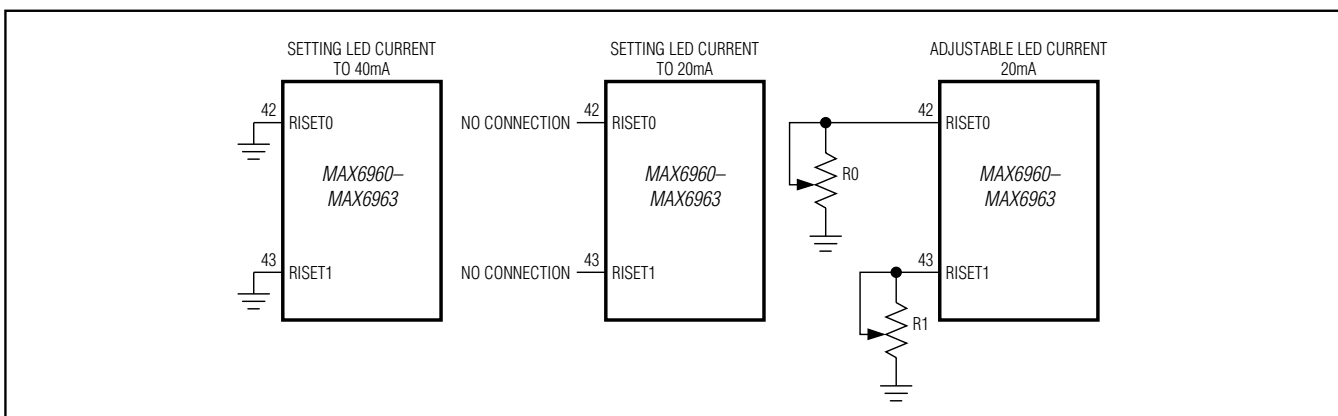 SETTING LED CURRENT
TO 40mA
42
RISET0
MAX6960–
MAX6963
43
RISET1
SETTING LED CURRENT
TO 20mA
NO CONNECTION
42
RISET0
MAX6960–
MAX6963
NO CONNECTION
43
RISET1
ADJUSTABLE LED CURRENT
20mA
42
RISET0
R0
MAX6960–
MAX6963
43
RISET1
R1